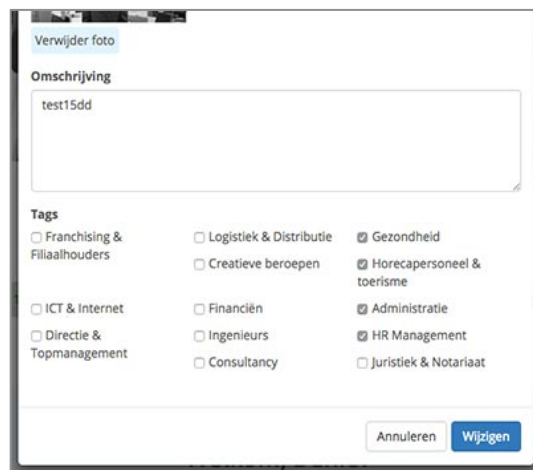 Verwijder foto
Omschrijving
test15dd
Tags
Franchising &
Filiaalhouders
Logistiek & Distributie
Gezondheid
Creatieve beroepen
Horecapersoneel &
toerisme
ICT & Internet
Financiën
Administratie
Directie &
Topmanagement
Ingenieurs
HR Management
Consultancy
Juristiek & Notariaat
Annuleren
Wijzigen